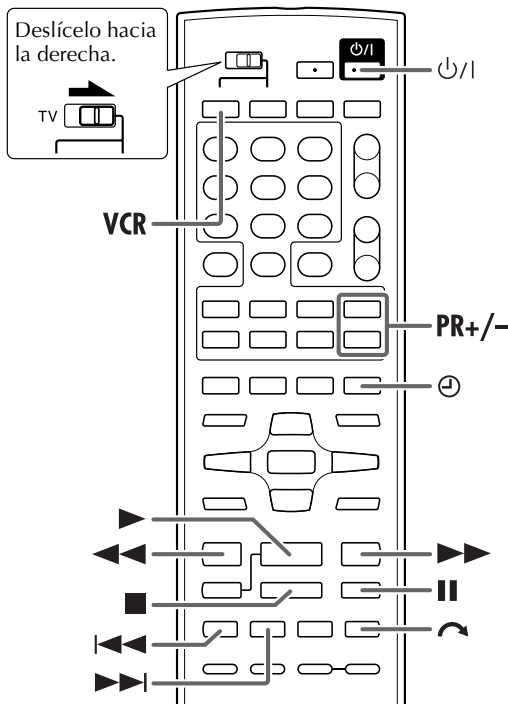 Deslícelo hacia
la derecha.
TV
⏻/|
⏻/|
VCR
PR+/–